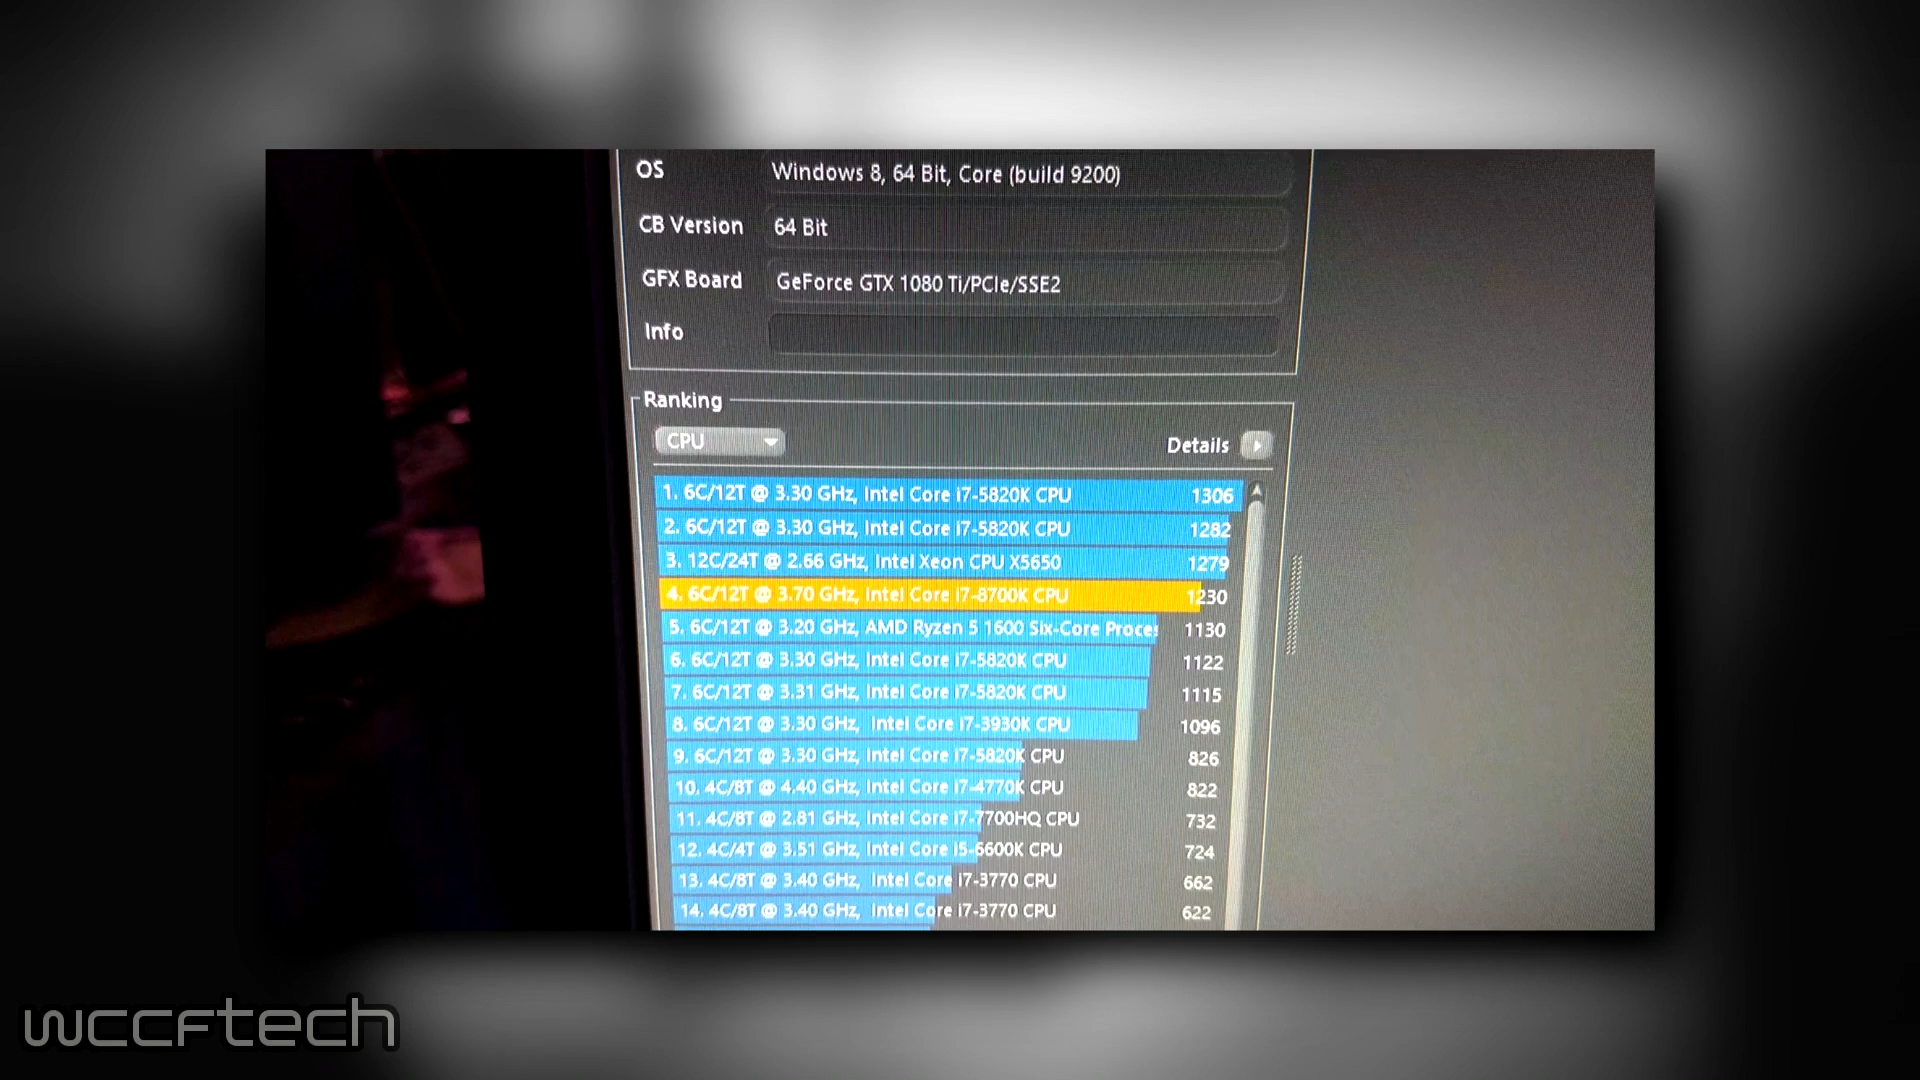 OS Windows 8, 64 Bit, Core (build 9200)
CB Version 64 Bit
GFX Board GeForce GTX 1080 Ti/PCIe/SSE2
Info
Ranking
CPU Details
1. 6C/12T @ 3.30 GHz, Intel Core i7-5820K CPU 1306
2. 6C/12T @ 3.30 GHz, Intel Core i7-5820K CPU 1282
3. 12C/24T @ 2.66 GHz, Intel Xeon CPU X5650 1279
4. 6C/12T @ 3.70 GHz, Intel Core i7-8700K CPU 1230
5. 6C/12T @ 3.20 GHz, AMD Ryzen 5 1600 Six-Core Proces 1130
6. 6C/12T @ 3.30 GHz, Intel Core i7-5820K CPU 1122
7. 6C/12T @ 3.31 GHz, Intel Core i7-5820K CPU 1115
8. 6C/12T @ 3.30 GHz, Intel Core i7-3930K CPU 1096
9. 6C/12T @ 3.30 GHz, Intel Core i7-5820K CPU 826
10. 4C/8T @ 4.40 GHz, Intel Core i7-4770K CPU 822
11. 4C/8T @ 2.81 GHz, Intel Core i7-7700HQ CPU 732
12. 4C/4T @ 3.51 GHz, Intel Core i5-6600K CPU 724
13. 4C/8T @ 3.40 GHz, Intel Core i7-3770 CPU 662
14. 4C/8T @ 3.40 GHz, Intel Core i7-3770 CPU 622
wccftech